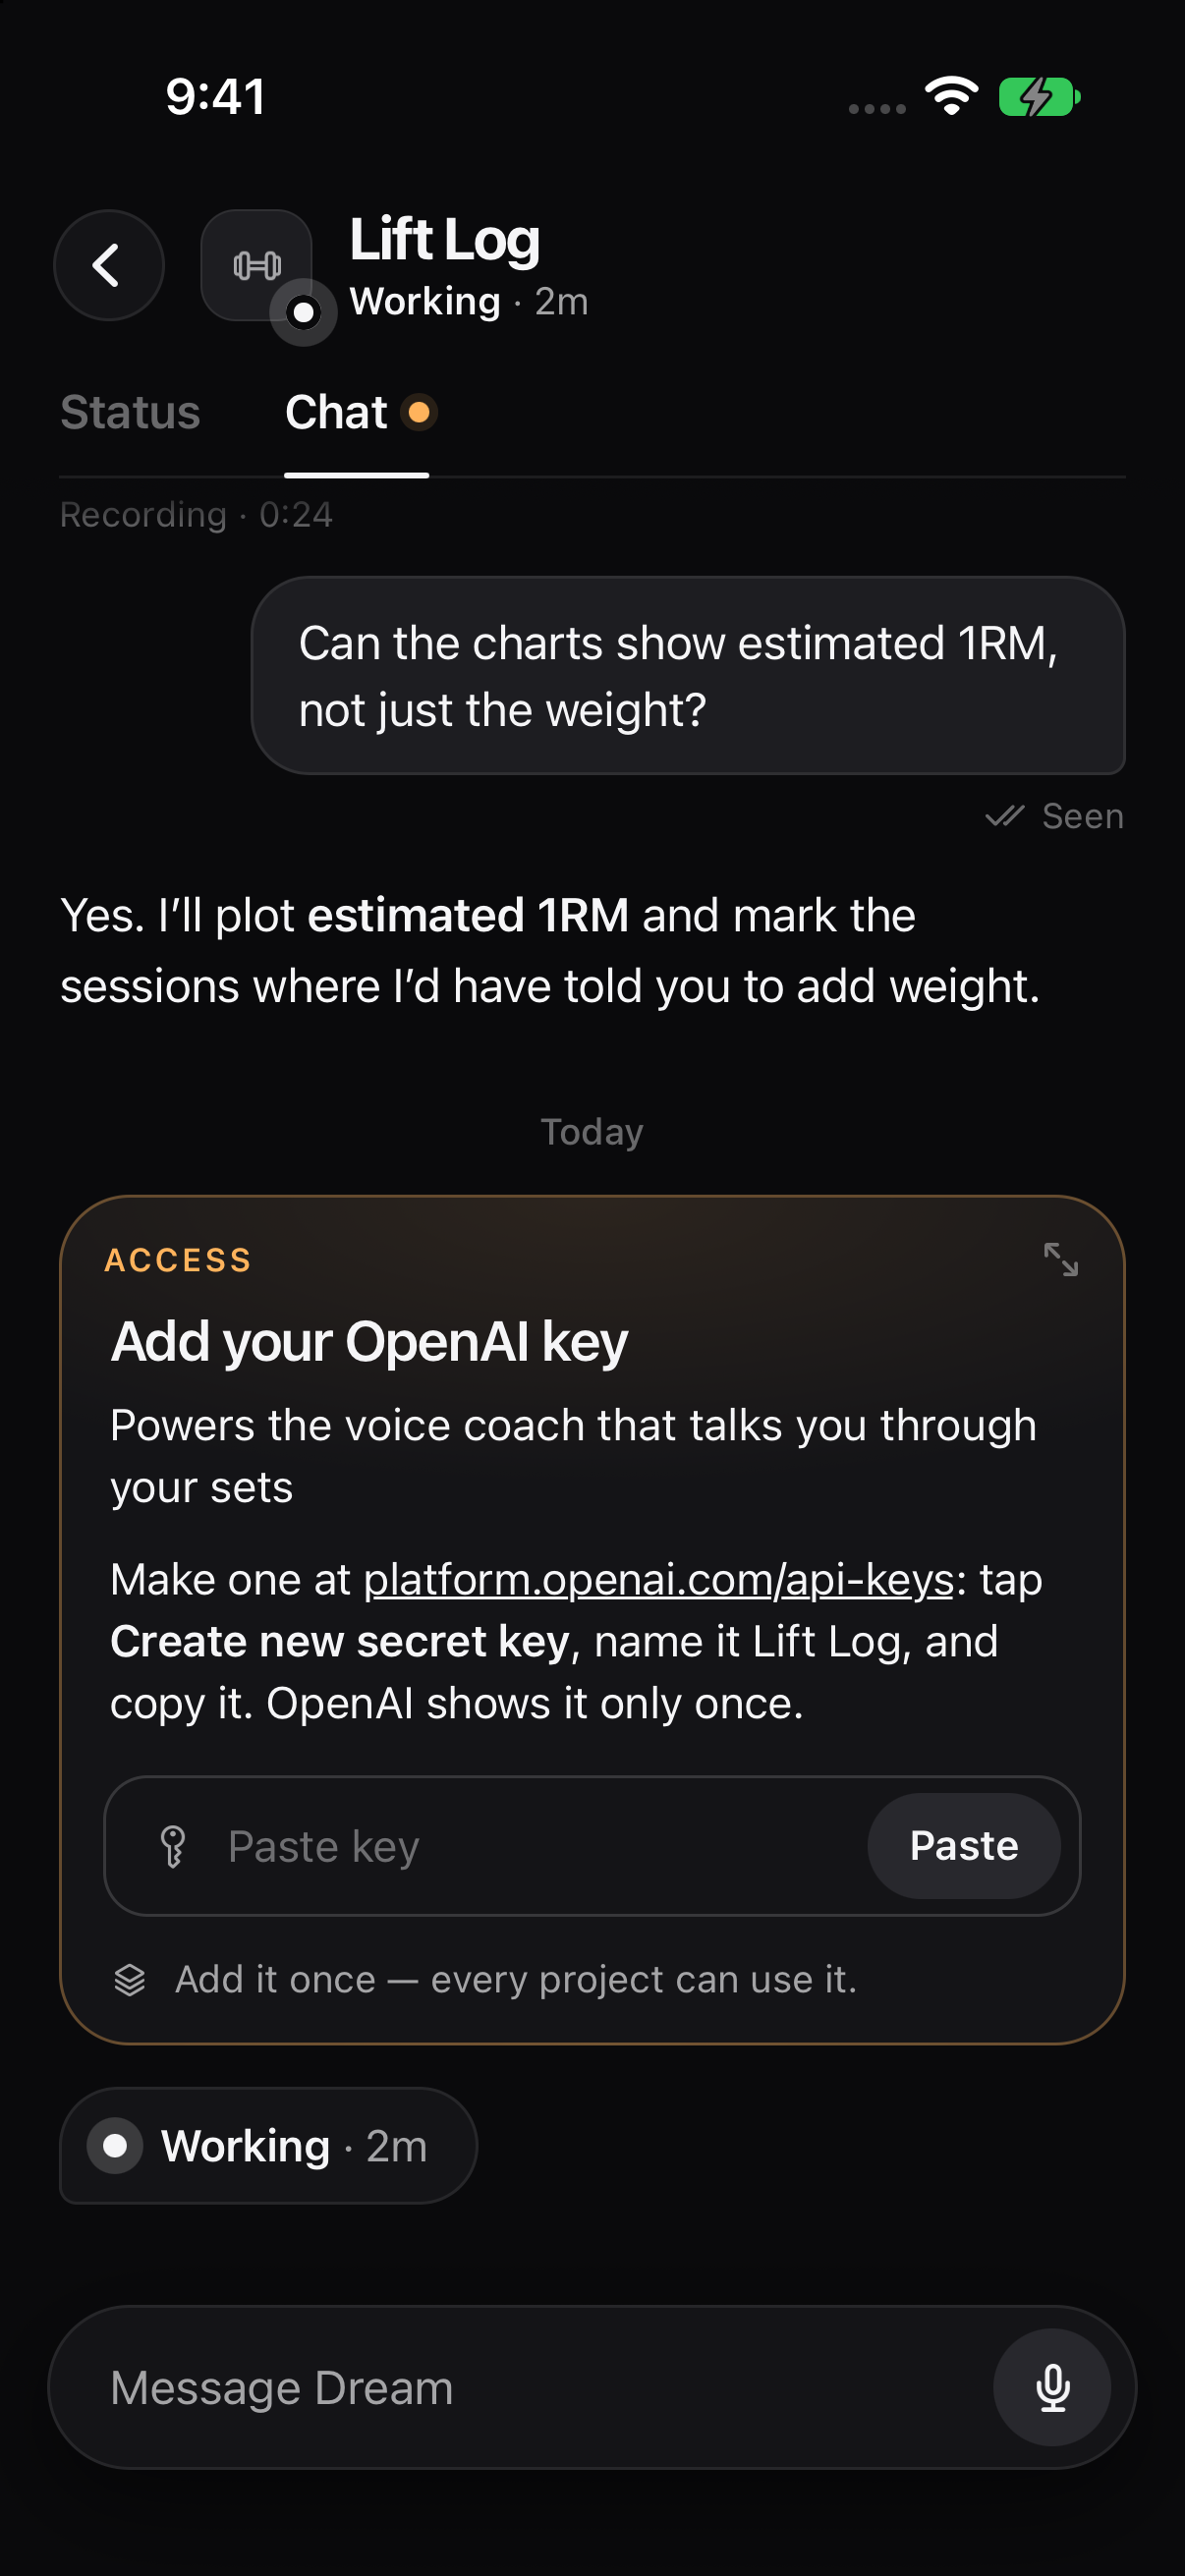 9:41
Lift Log
Working · 2m
Status
Chat
Recording · 0:24
Can the charts show estimated 1RM,
not just the weight?
Seen
Yes. I’ll plot estimated 1RM and mark the
sessions where I’d have told you to add weight.
Today
ACCESS
Add your OpenAI key
Powers the voice coach that talks you through
your sets
Make one at platform.openai.com/api-keys: tap
Create new secret key, name it Lift Log, and
copy it. OpenAI shows it only once.
Paste key
Paste
Add it once — every project can use it.
Working · 2m
Message Dream